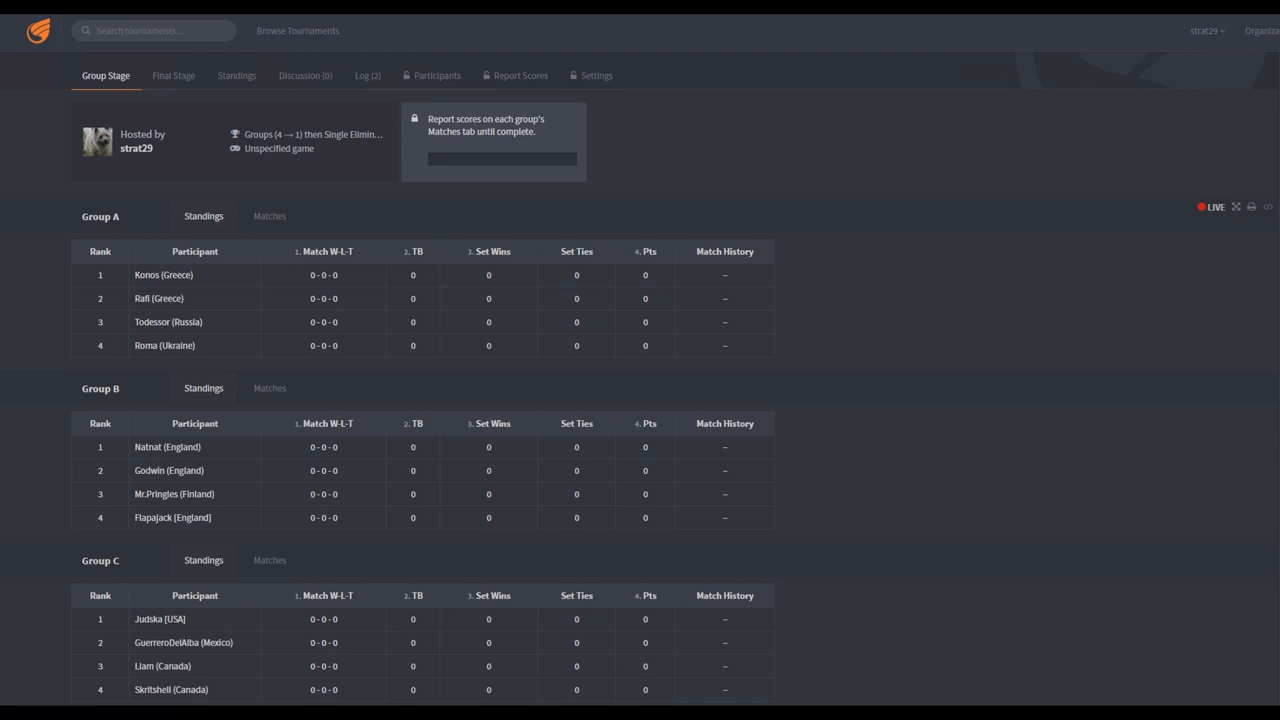 Search tournaments... Browse Tournaments strat29 Organiza
Group Stage Final Stage Standings Discussion (0) Log (2) Participants Report Scores Settings
Hosted by
strat29
Groups (4 → 1) then Single Elimin...
Unspecified game
Report scores on each group's
Matches tab until complete.
LIVE
Group A Standings Matches
Rank Participant 1. Match W-L-T 2. TB 3. Set Wins Set Ties 4. Pts Match History
1 Konos (Greece) 0 - 0 - 0 0 0 0 0 –
2 Rafi (Greece) 0 - 0 - 0 0 0 0 0 –
3 Todessor (Russia) 0 - 0 - 0 0 0 0 0 –
4 Roma (Ukraine) 0 - 0 - 0 0 0 0 0 –
Group B Standings Matches
Rank Participant 1. Match W-L-T 2. TB 3. Set Wins Set Ties 4. Pts Match History
1 Natnat (England) 0 - 0 - 0 0 0 0 0 –
2 Godwin (England) 0 - 0 - 0 0 0 0 0 –
3 Mr.Pringles (Finland) 0 - 0 - 0 0 0 0 0 –
4 Flapajack [England] 0 - 0 - 0 0 0 0 0 –
Group C Standings Matches
Rank Participant 1. Match W-L-T 2. TB 3. Set Wins Set Ties 4. Pts Match History
1 Judska [USA] 0 - 0 - 0 0 0 0 0 –
2 GuerreroDelAlba (Mexico) 0 - 0 - 0 0 0 0 0 –
3 Liam (Canada) 0 - 0 - 0 0 0 0 0 –
4 Skritshell (Canada) 0 - 0 - 0 0 0 0 0 –